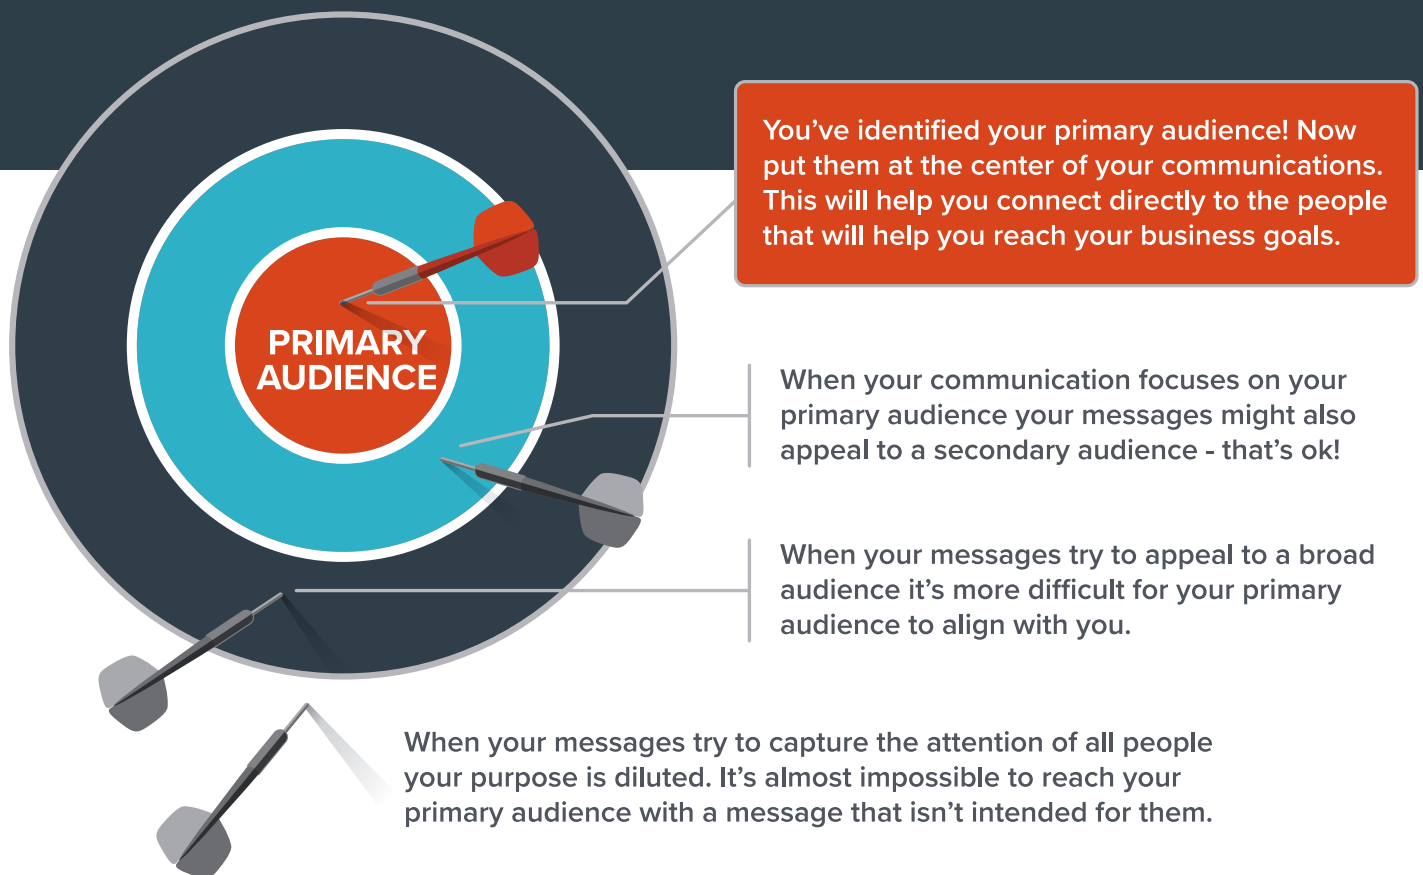 You’ve identified your primary audience! Now
put them at the center of your communications.
This will help you connect directly to the people
that will help you reach your business goals.
PRIMARY
AUDIENCE
When your communication focuses on your
primary audience your messages might also
appeal to a secondary audience - that’s ok!
When your messages try to appeal to a broad
audience it’s more difficult for your primary
audience to align with you.
When your messages try to capture the attention of all people
your purpose is diluted. It’s almost impossible to reach your
primary audience with a message that isn’t intended for them.